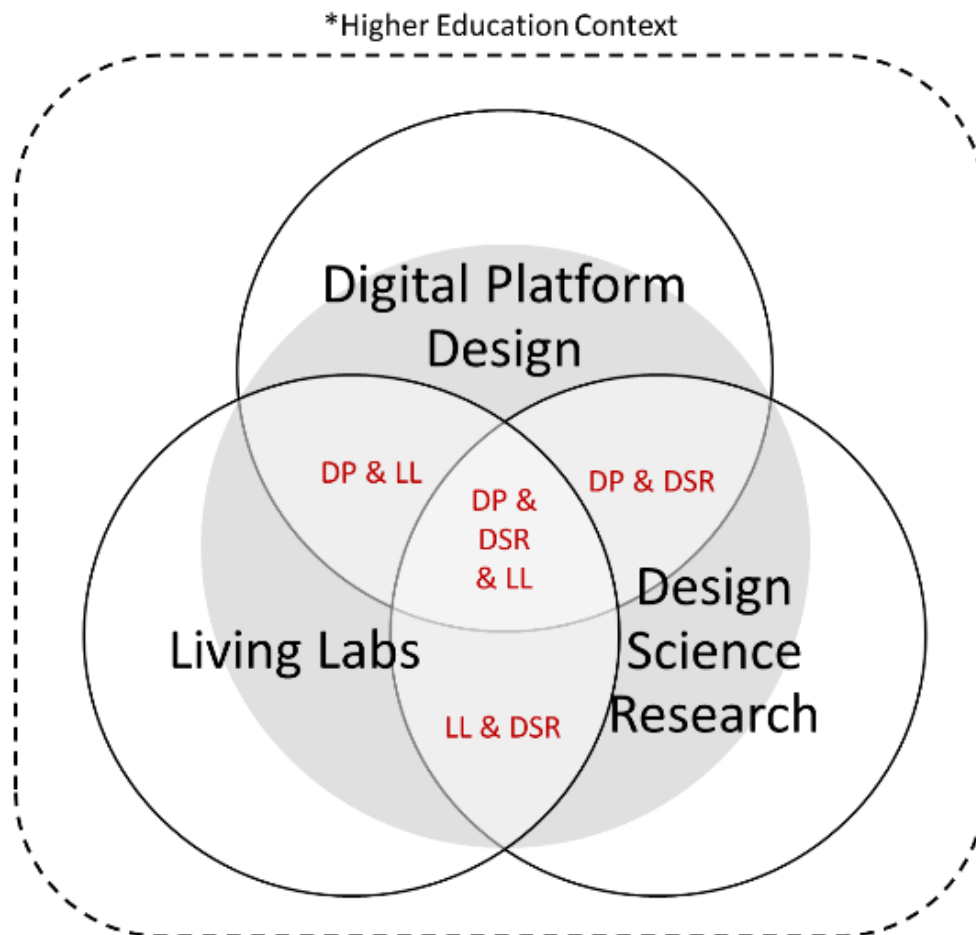 *Higher Education Context
Digital Platform
Design
DP & LL
DP &
DSR
& LL
DP & DSR
Living Labs
Design
Science
Research
LL & DSR